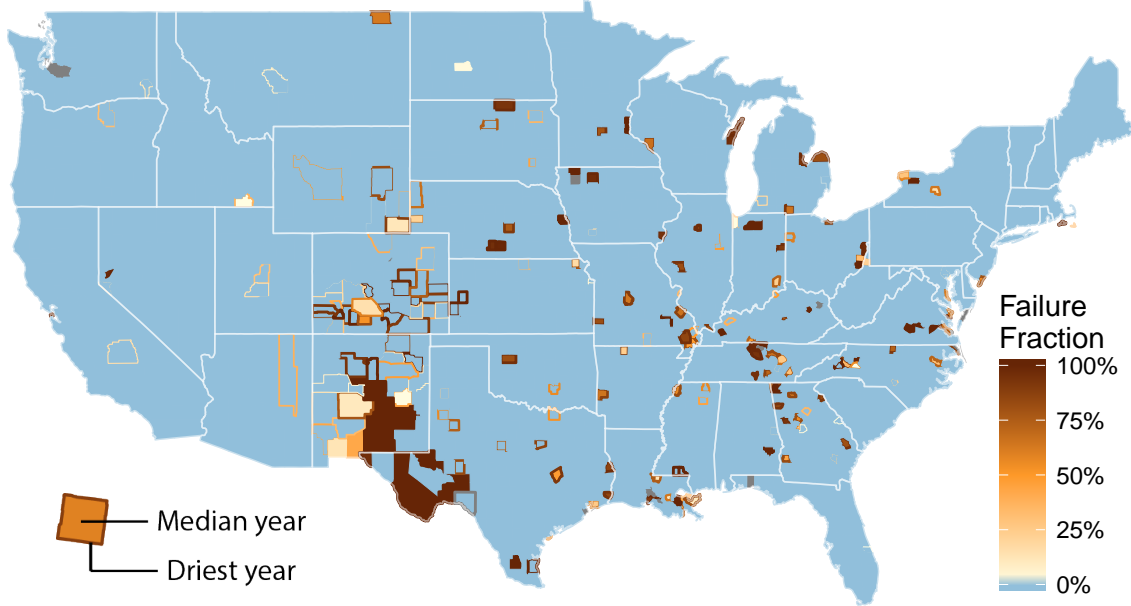 Failure
Fraction
100%
75%
50%
25%
0%
Median year
Driest year